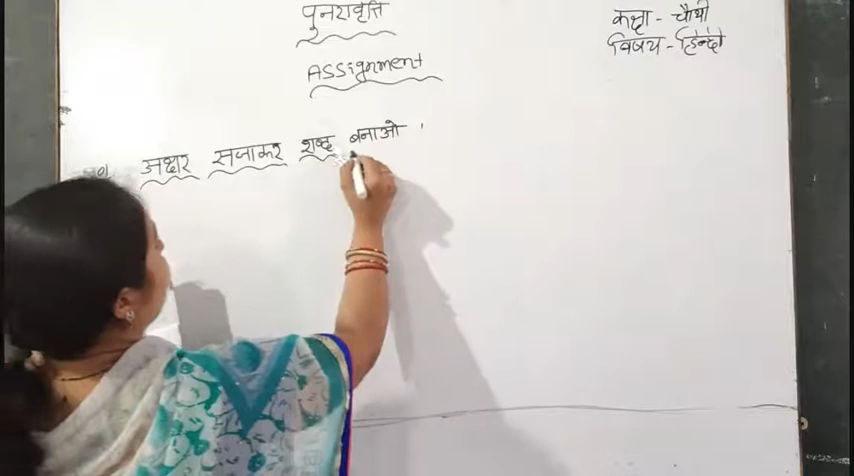 पुनरावृत्ति
Assignment
कक्षा - चौथी
विषय - हिन्दी
अक्षर सजाकर शब्द बनाओ